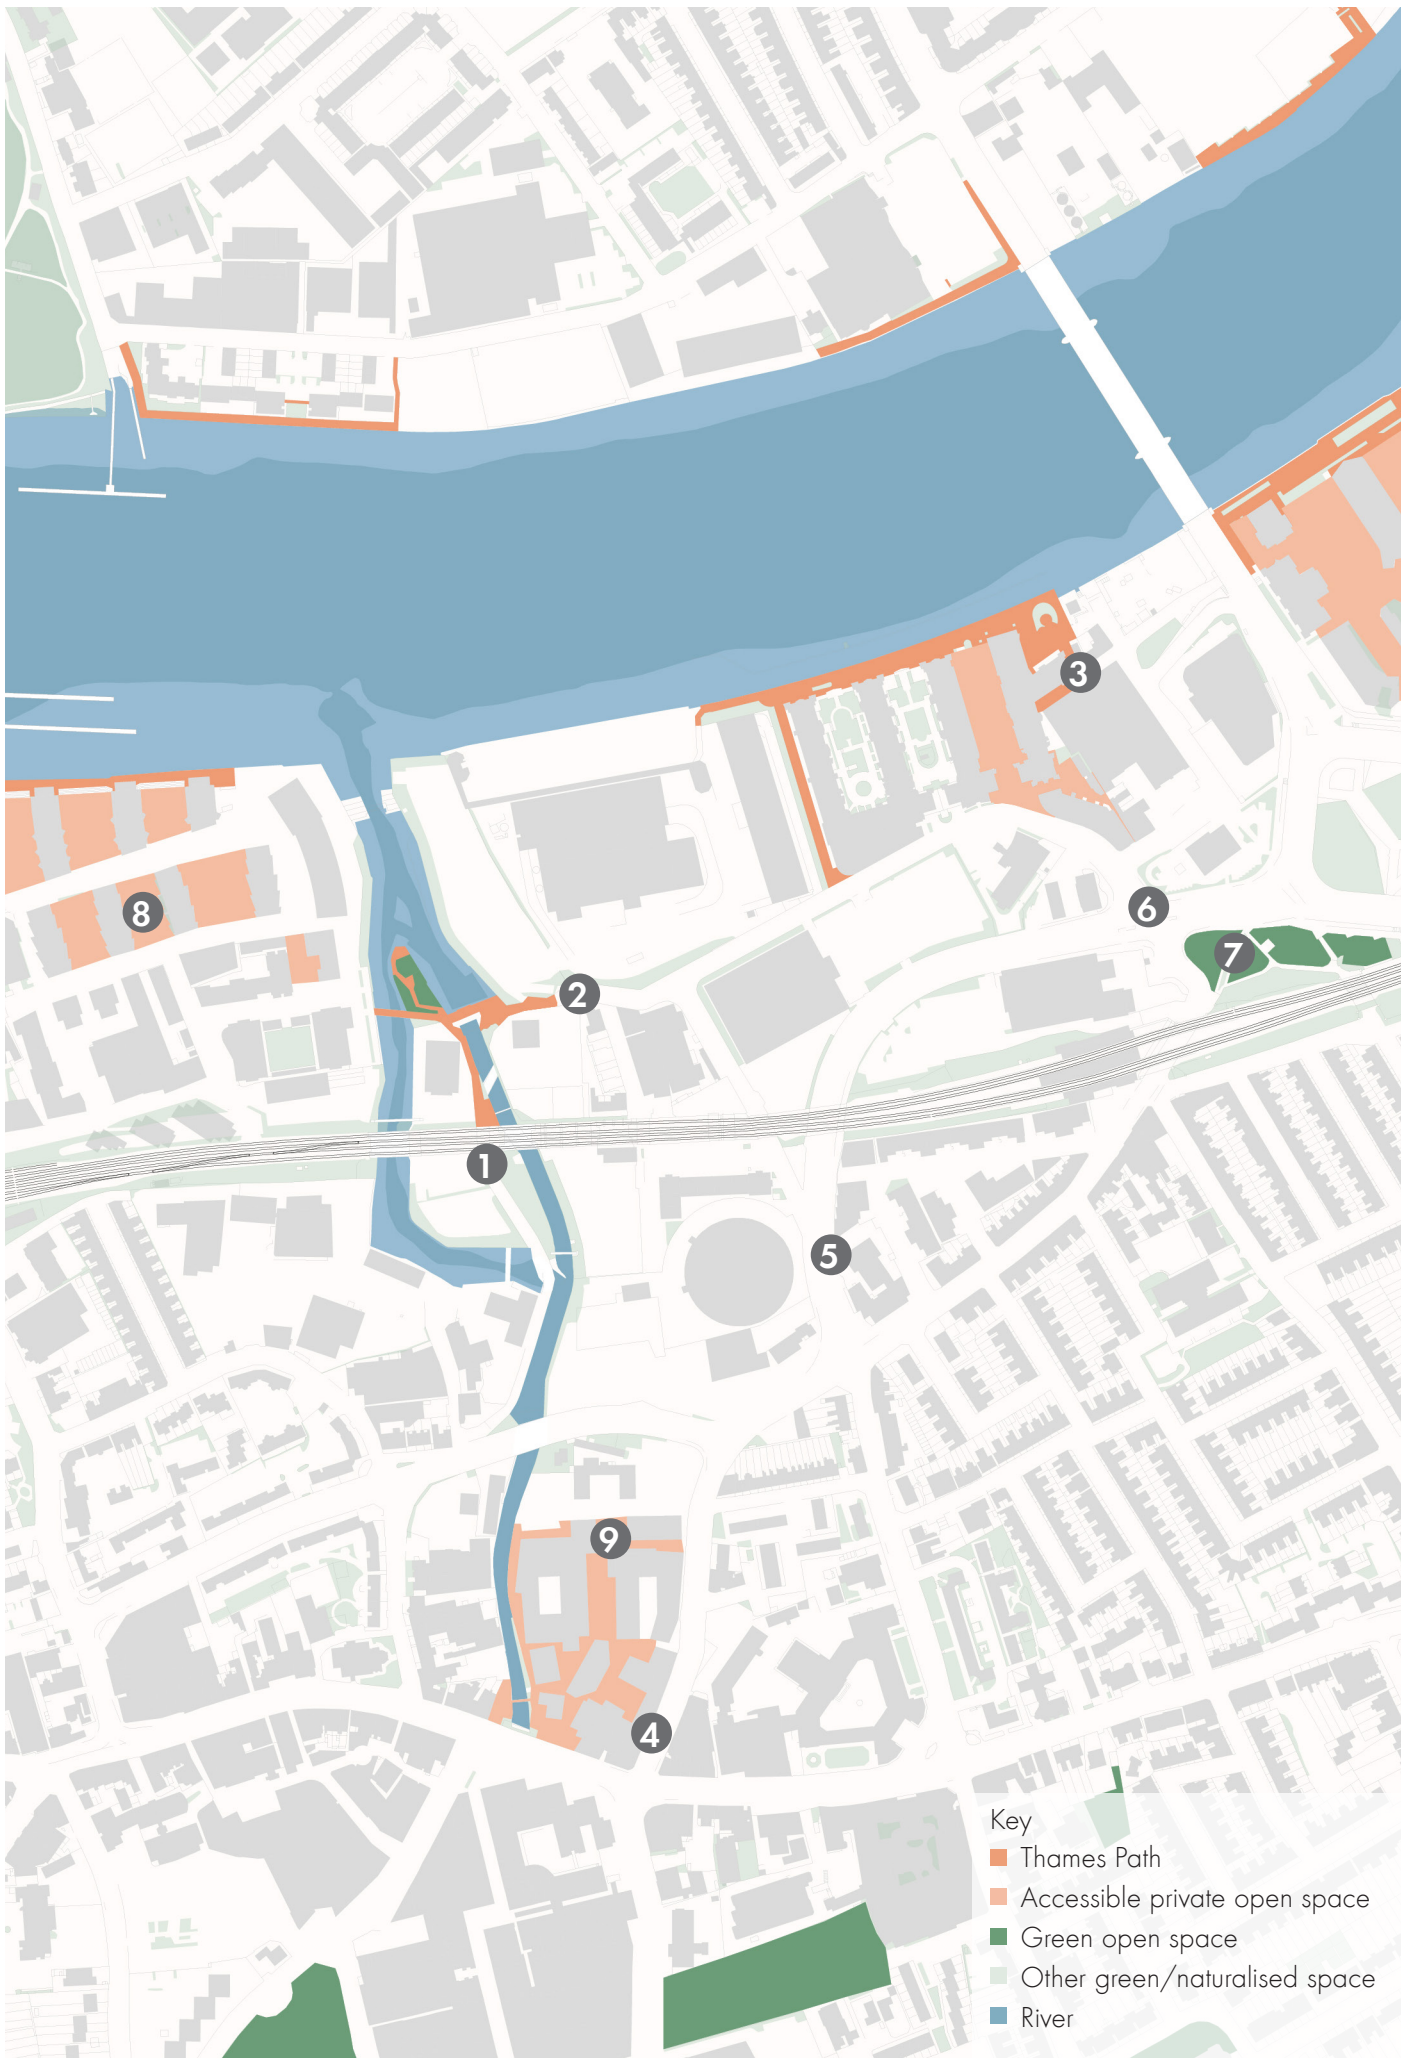 3
6
8
7
2
1
5
9
4
Key
Thames Path
Accessible private open space
Green open space
Other green/naturalised space
River